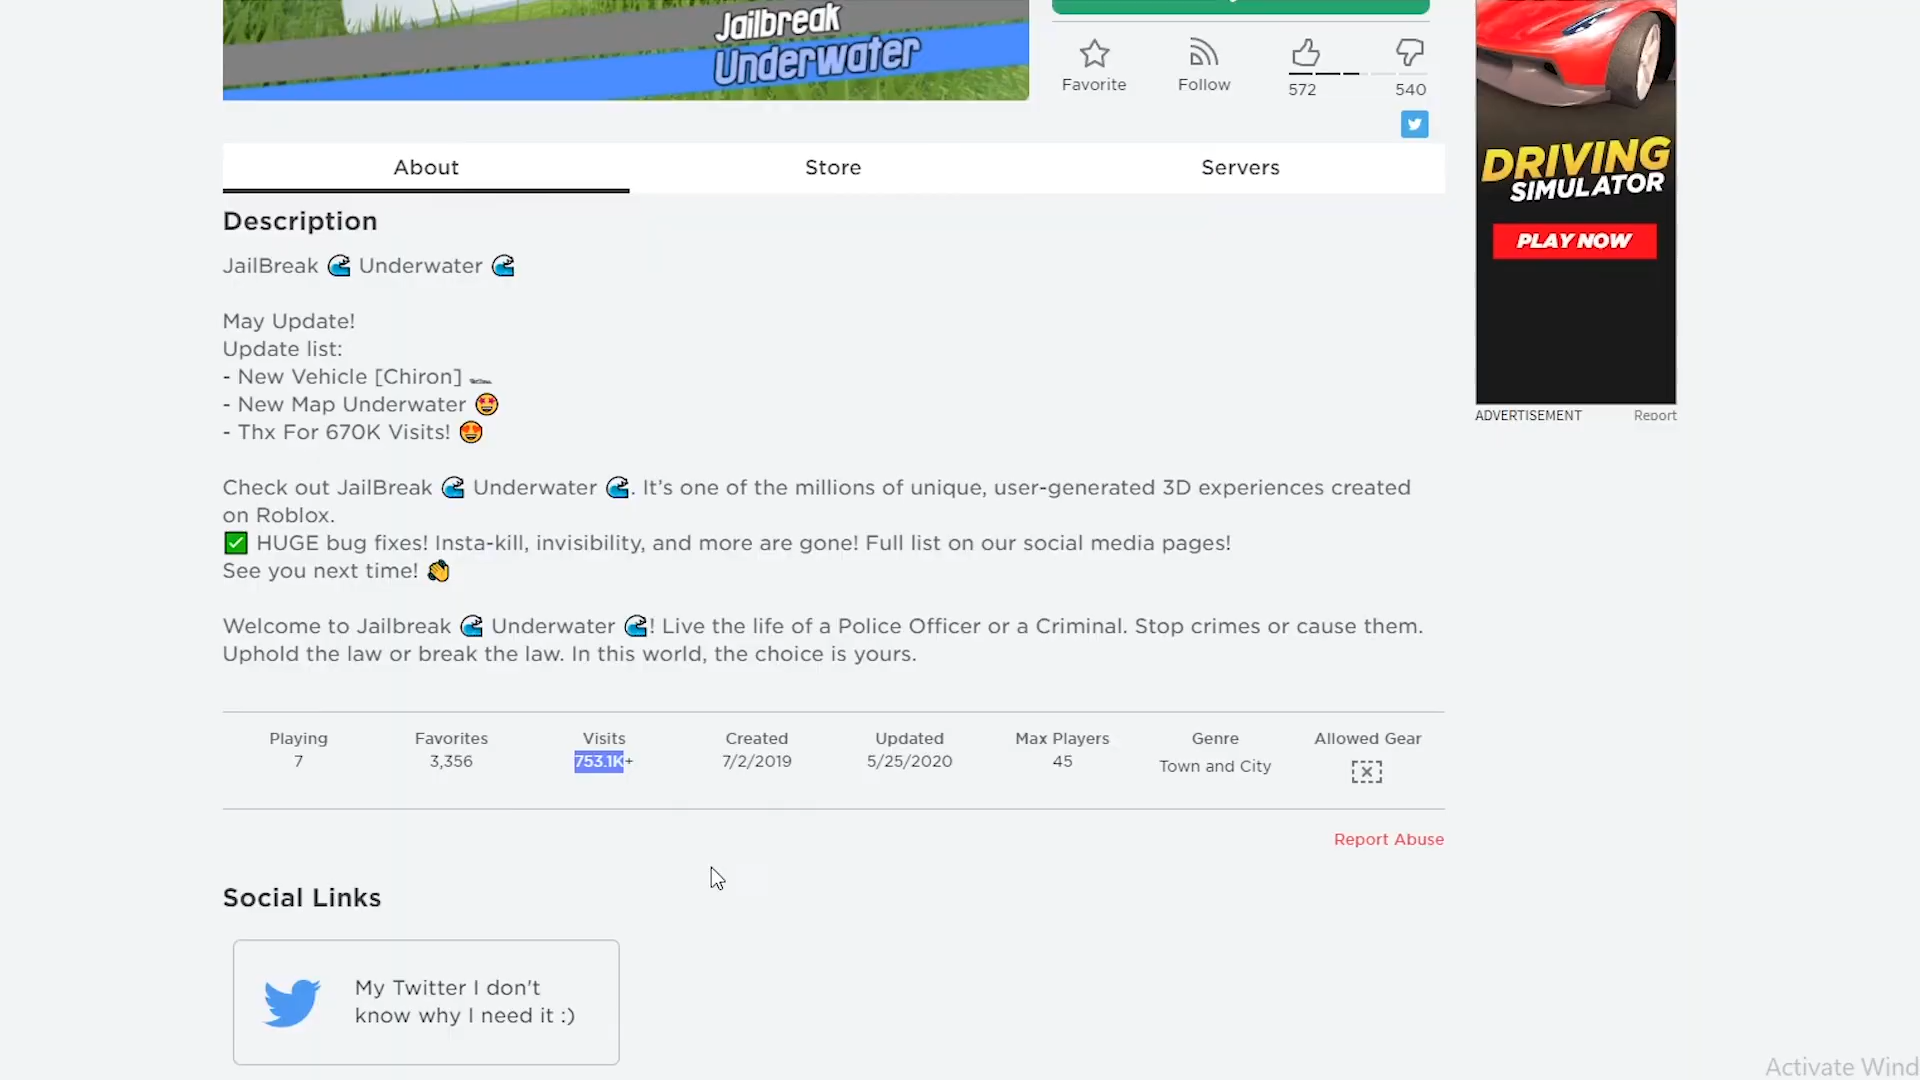 Jailbreak
Underwater
Favorite
Follow
572
540
About
Store
Servers
DRIVING
SIMULATOR
PLAY NOW
ADVERTISEMENT
Report
Description
JailBreak 🌊 Underwater 🌊
May Update!
Update list:
- New Vehicle [Chiron]
- New Map Underwater 🤩
- Thx For 670K Visits! 😍
Check out JailBreak 🌊 Underwater 🌊. It’s one of the millions of unique, user-generated 3D experiences created
on Roblox.
✅ HUGE bug fixes! Insta-kill, invisibility, and more are gone! Full list on our social media pages!
See you next time! 👏
Welcome to Jailbreak 🌊 Underwater 🌊! Live the life of a Police Officer or a Criminal. Stop crimes or cause them.
Uphold the law or break the law. In this world, the choice is yours.
Playing
Favorites
Visits
Created
Updated
Max Players
Genre
Allowed Gear
7
3,356
753.1K+
7/2/2019
5/25/2020
45
Town and City
Report Abuse
Social Links
My Twitter I don't
know why I need it :)
Activate Wind